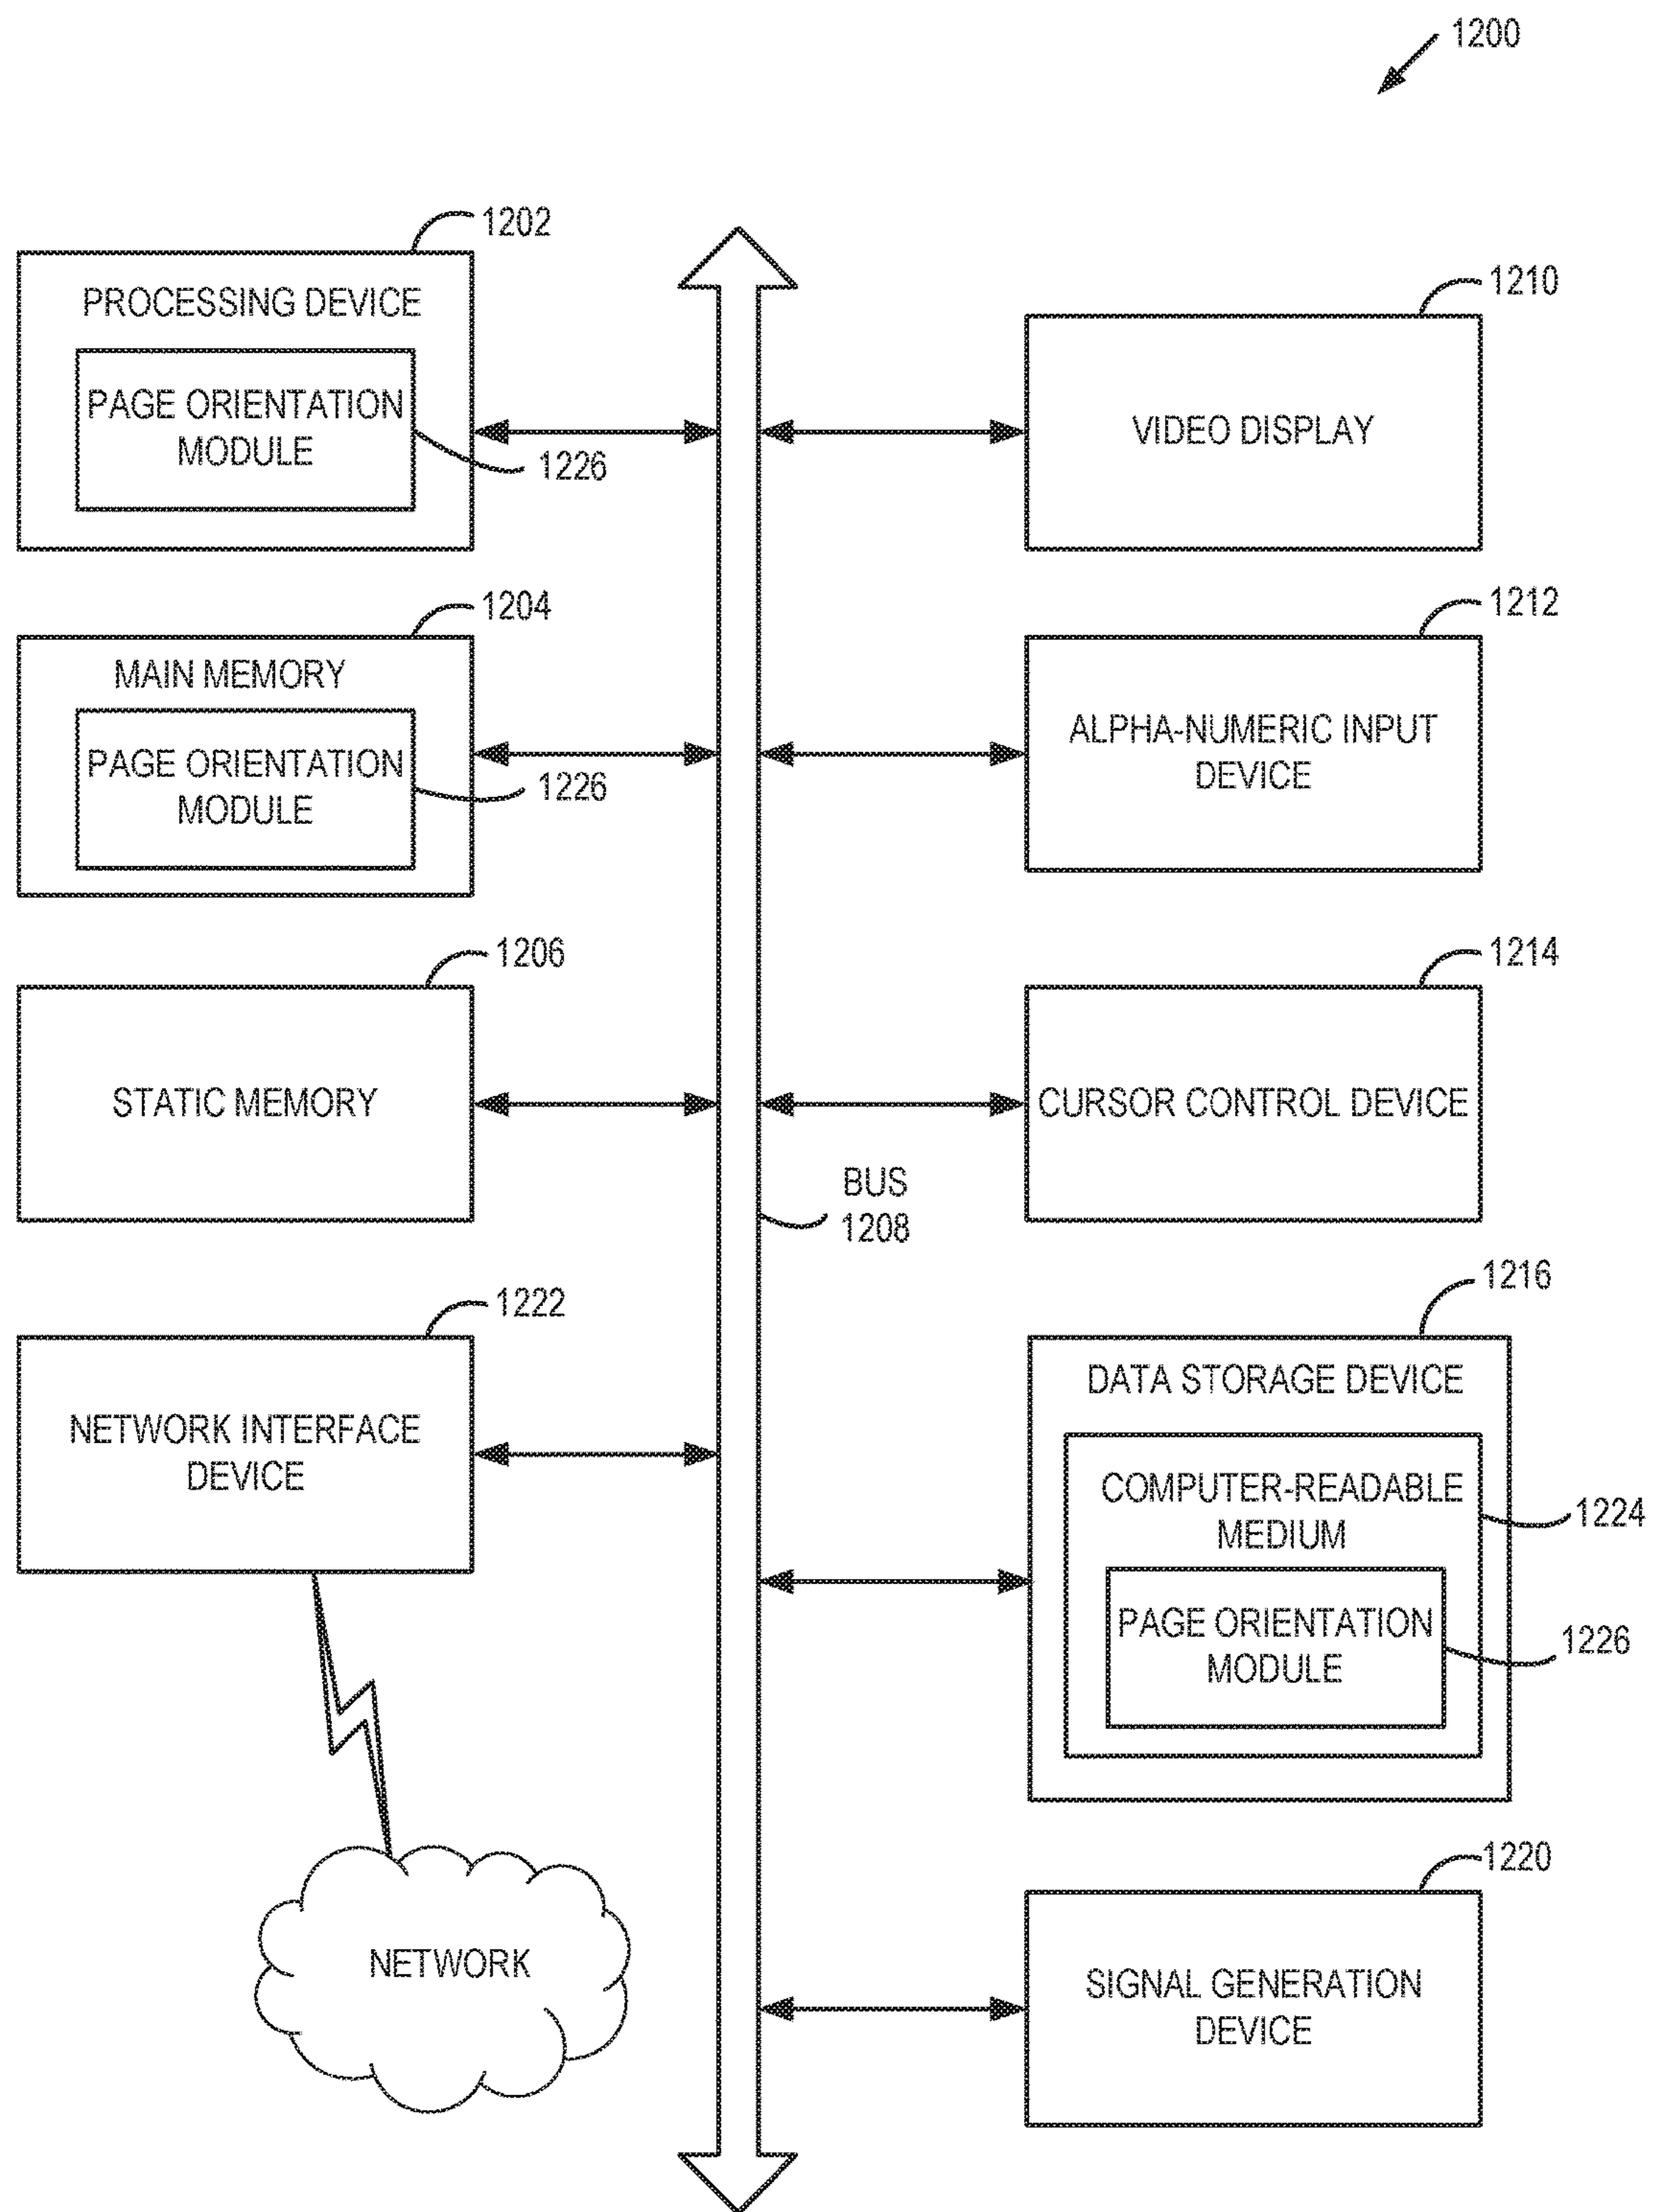 1200
1202
PROCESSING DEVICE
PAGE ORIENTATION
MODULE
1226
1204
MAIN MEMORY
PAGE ORIENTATION
MODULE
1226
1206
STATIC MEMORY
1222
NETWORK INTERFACE
DEVICE
NETWORK
BUS
1208
1210
VIDEO DISPLAY
1212
ALPHA-NUMERIC INPUT
DEVICE
1214
CURSOR CONTROL DEVICE
1216
DATA STORAGE DEVICE
COMPUTER-READABLE
MEDIUM
1224
PAGE ORIENTATION
MODULE
1226
1220
SIGNAL GENERATION
DEVICE